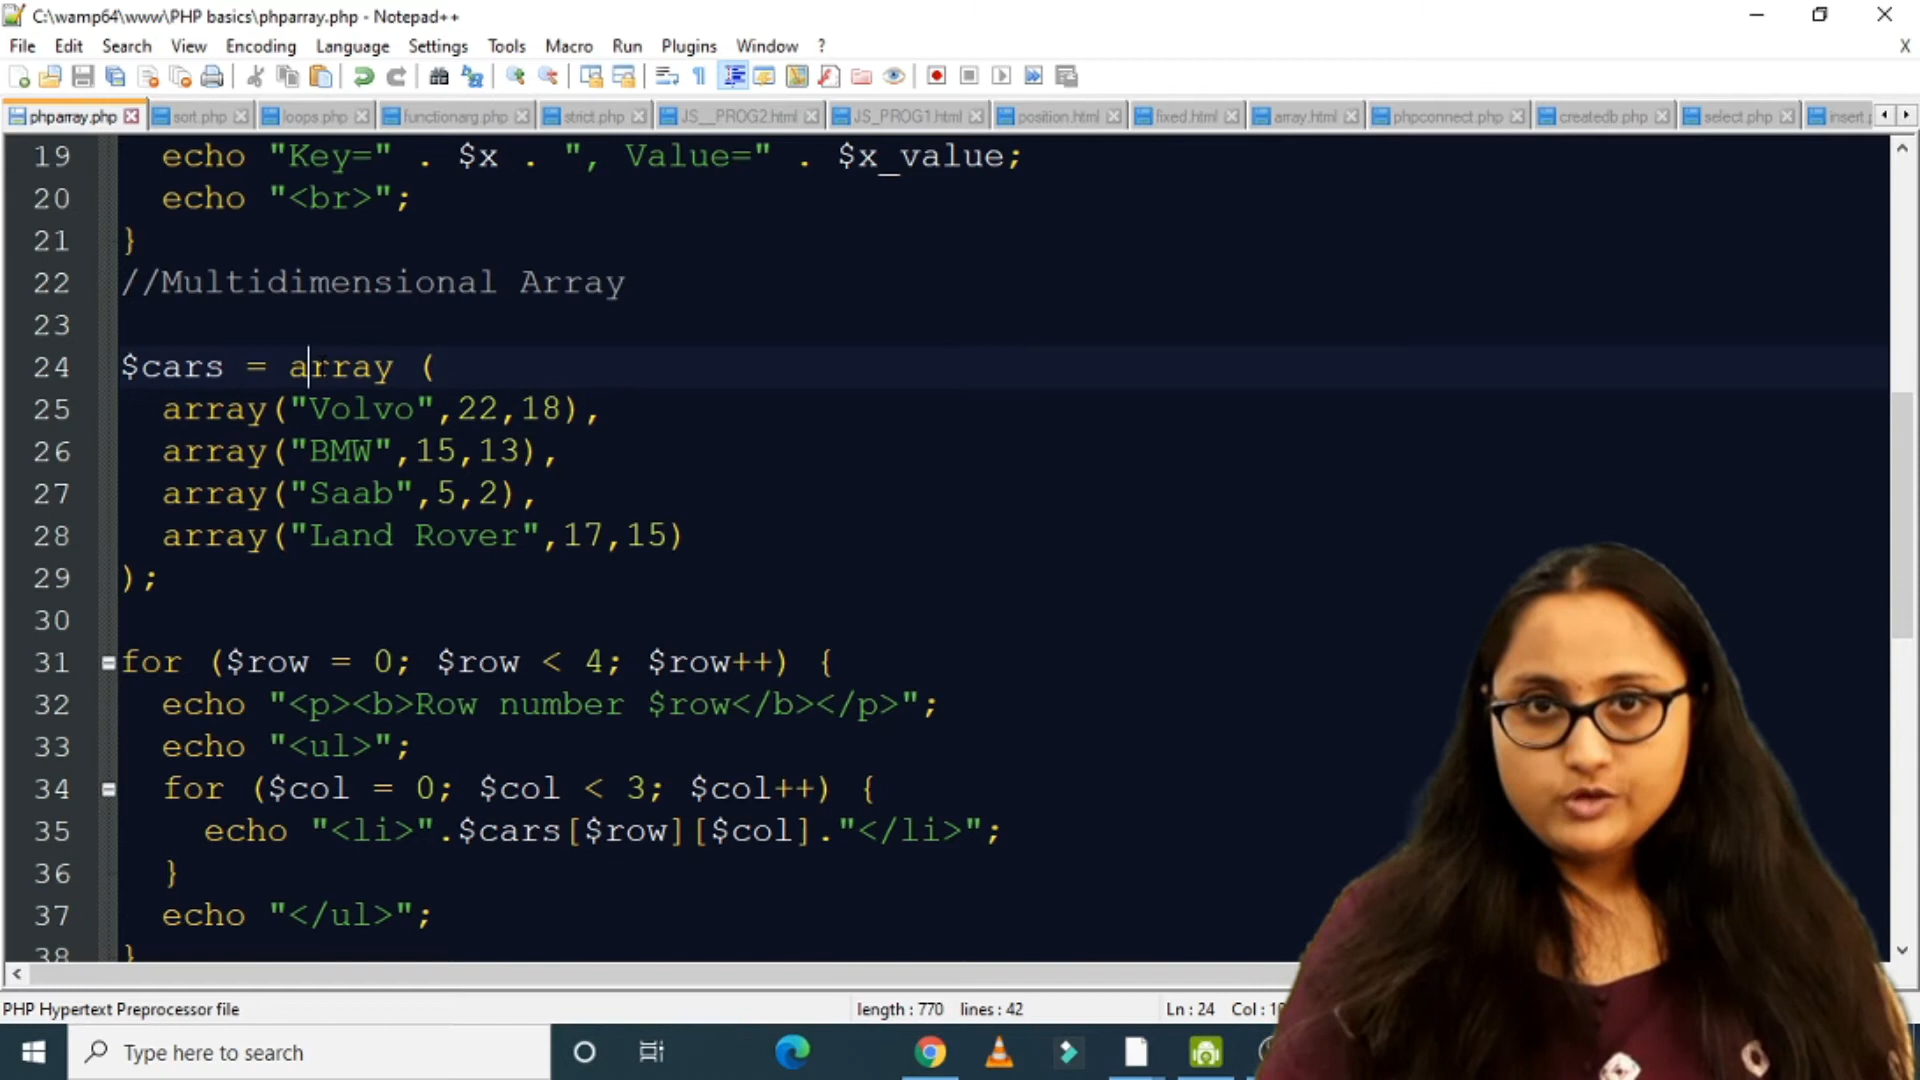 C:\wamp64\www\PHP basics\phparray.php - Notepad++
File Edit Search View Encoding Language Settings Tools Macro Run Plugins Window ? X
phparray.php sort.php loops.php functionarg.php strict.php JS__PROG2.html JS_PROG1.html position.html fixed.html array.html phpconnect.php createdb.php select.php insert.p
19 echo "Key=" . $x . ", Value=" . $x_value;
20 echo "<br>";
21 }
22 //Multidimensional Array
23
24 $cars = array (
25 array("Volvo",22,18),
26 array("BMW",15,13),
27 array("Saab",5,2),
28 array("Land Rover",17,15)
29 );
30
31 for ($row = 0; $row < 4; $row++) {
32 echo "<p><b>Row number $row</b></p>";
33 echo "<ul>";
34 for ($col = 0; $col < 3; $col++) {
35 echo "<li>".$cars[$row][$col]."</li>";
36 }
37 echo "</ul>";
38 }
PHP Hypertext Preprocessor file length : 770 lines : 42 Ln : 24 Col :
Type here to search